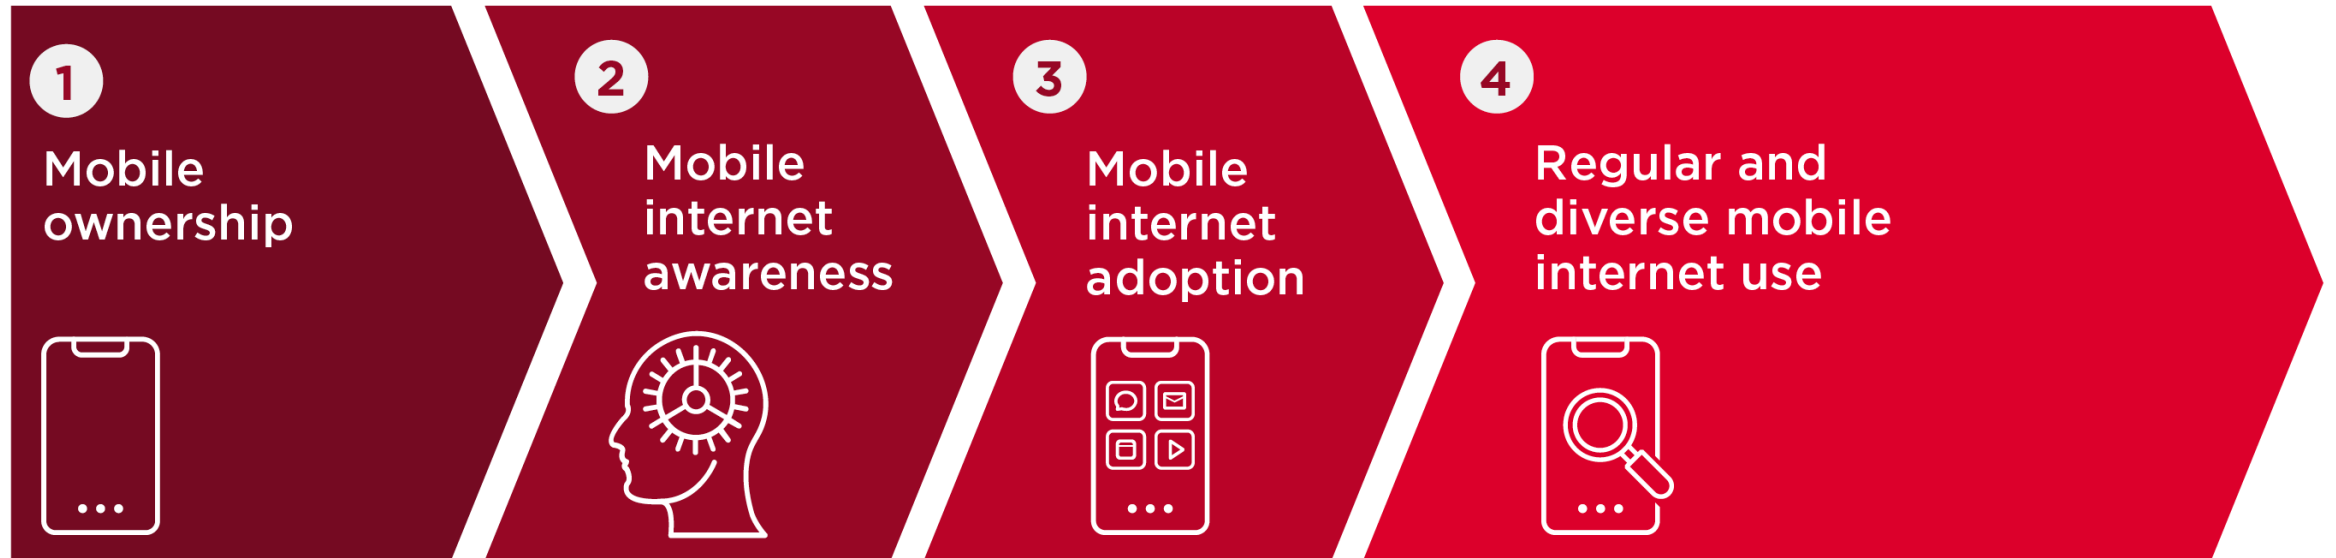 1
Mobile
ownership
2
Mobile
internet
awareness
3
Mobile
internet
adoption
4
Regular and
diverse mobile
internet use